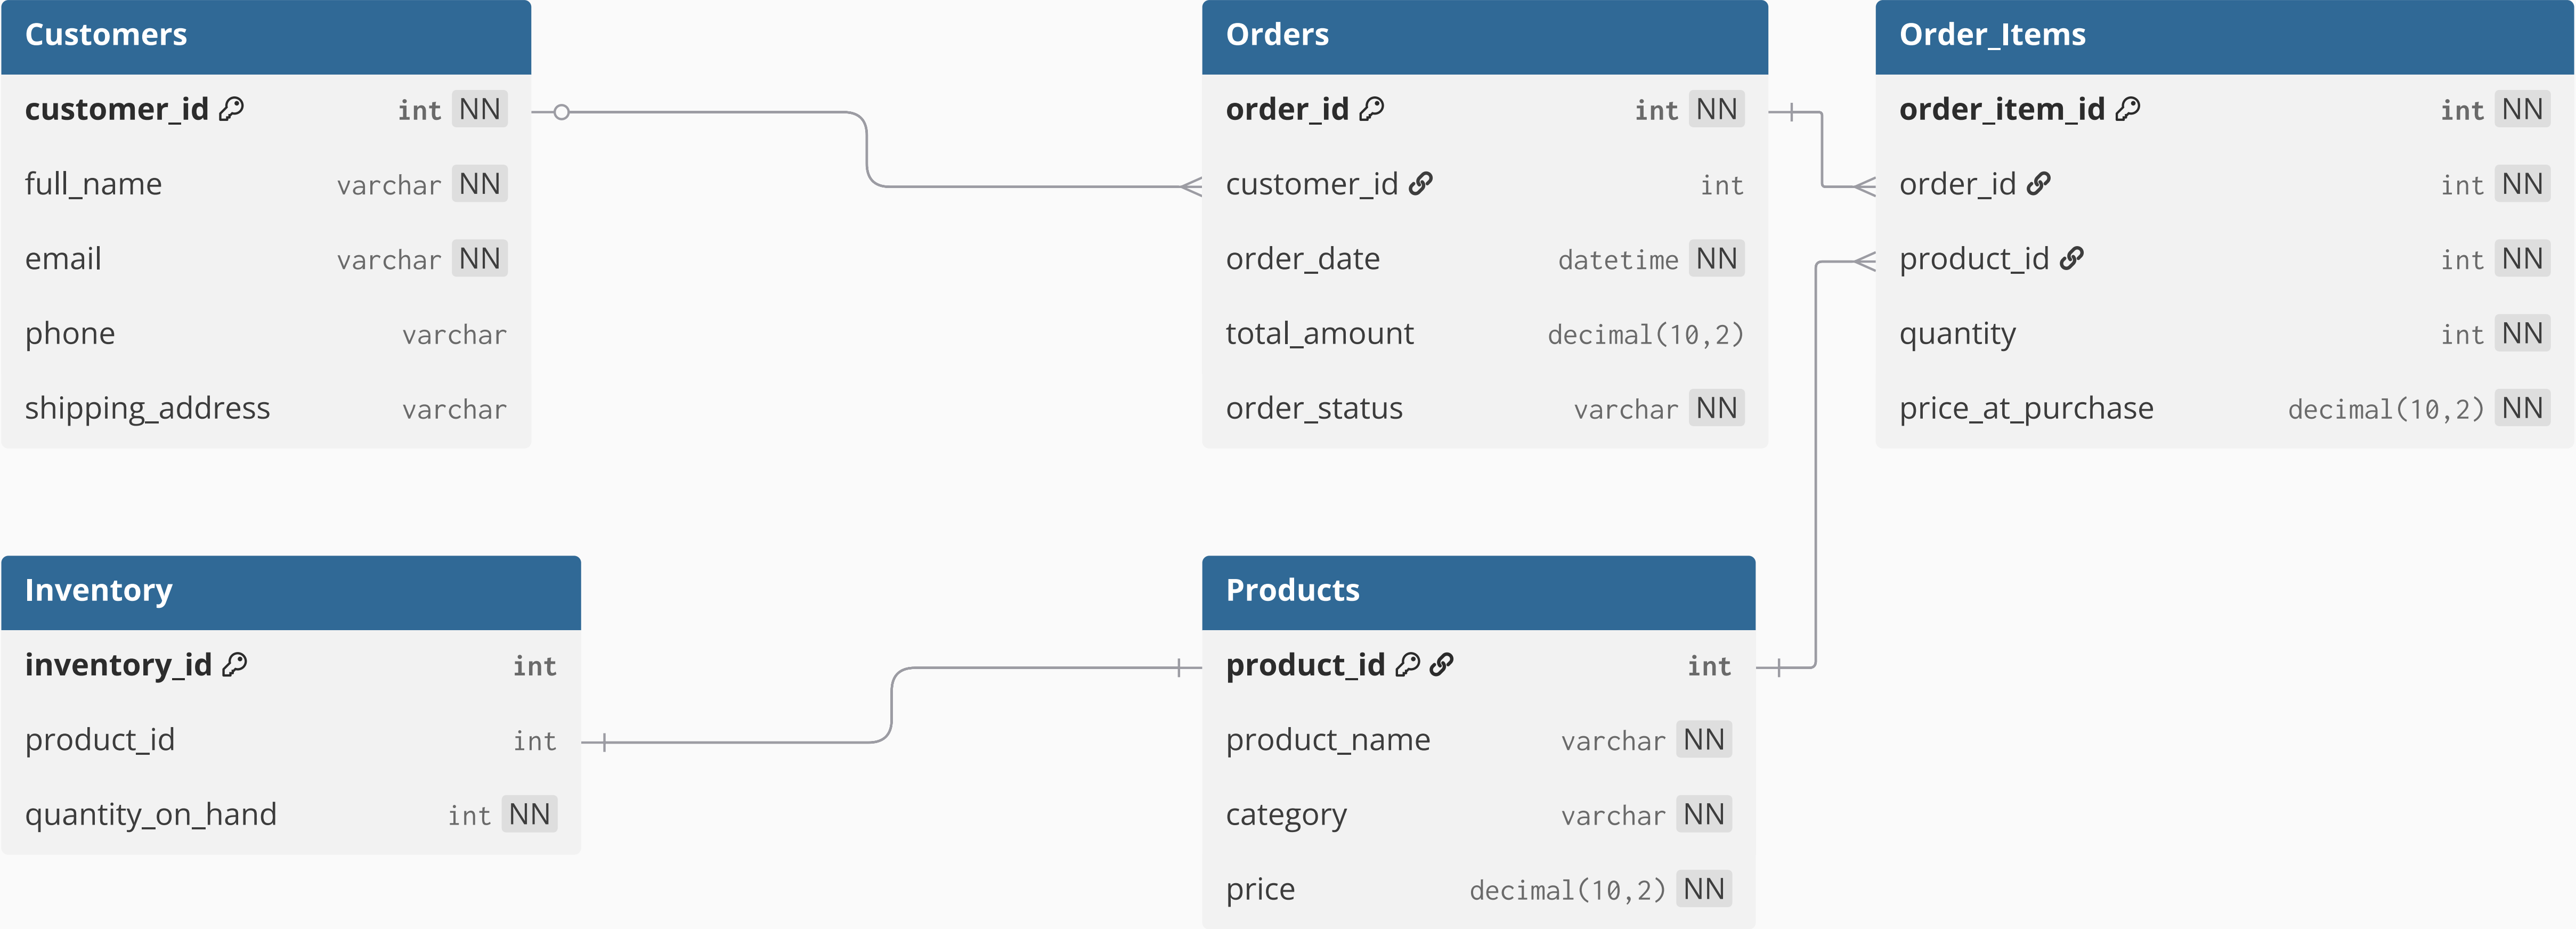 Customers
customer_id int NN
full_name varchar NN
email varchar NN
phone varchar
shipping_address varchar
Orders
order_id int NN
customer_id int
order_date datetime NN
total_amount decimal(10,2)
order_status varchar NN
Order_Items
order_item_id int NN
order_id int NN
product_id int NN
quantity int NN
price_at_purchase decimal(10,2) NN
Inventory
inventory_id int
product_id int
quantity_on_hand int NN
Products
product_id int
product_name varchar NN
category varchar NN
price decimal(10,2) NN